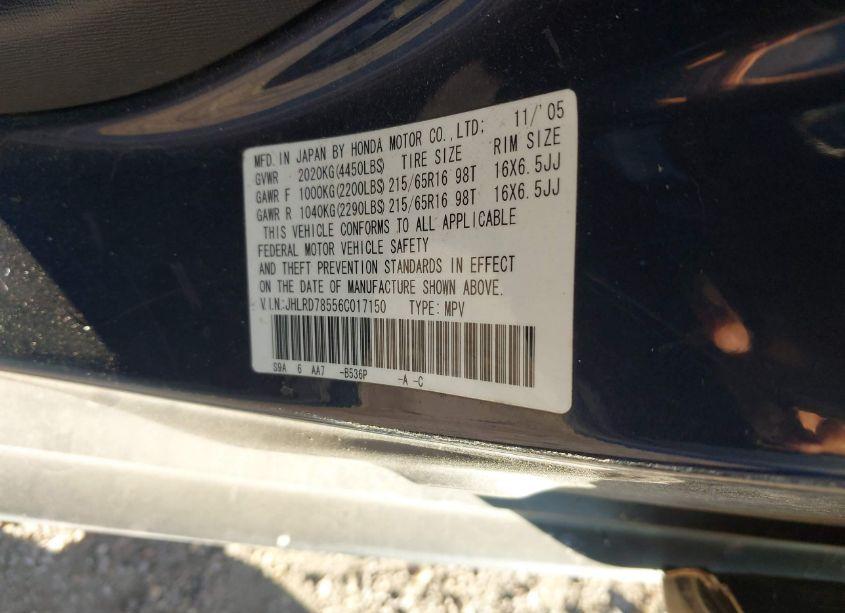 MFD. IN JAPAN BY HONDA MOTOR CO.,LTD; 11/'05
GVWR 2020KG(4450LBS) TIRE SIZE RIM SIZE
GAWR F 1000KG(2200LBS) 215/65R16 98T 16X6.5JJ
GAWR R 1040KG(2290LBS) 215/65R16 98T 16X6.5JJ
THIS VEHICLE CONFORMS TO ALL APPLICABLE
FEDERAL MOTOR VEHICLE SAFETY
AND THEFT PREVENTION STANDARDS IN EFFECT
ON THE DATE OF MANUFACTURE SHOWN ABOVE.
V.I.N.:JHLRD78556C017150 TYPE: MPV
S9A 6 AA7 -B536P -A -C